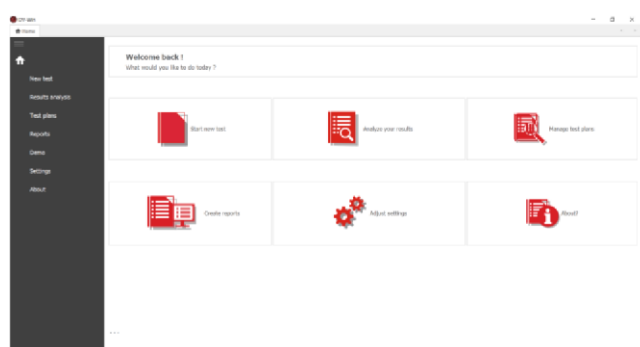 Home
Welcome back !
What would you like to do today ?
New test
Results analysis
Test plans
Reports
Demo
Settings
About
Start new test
Analyze your results
Manage test plans
Create reports
Adjust settings
About?